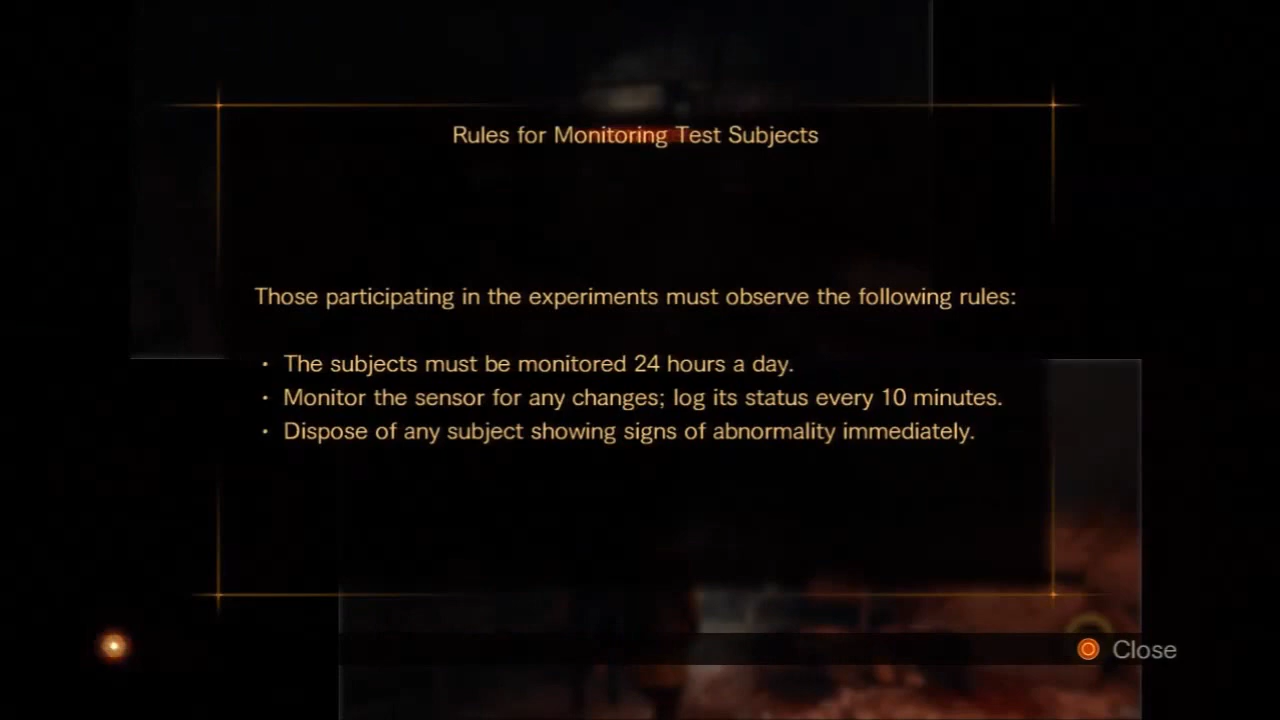 Rules for Monitoring Test Subjects
Those participating in the experiments must observe the following rules:
・ The subjects must be monitored 24 hours a day.
・ Monitor the sensor for any changes; log its status every 10 minutes.
・ Dispose of any subject showing signs of abnormality immediately.
Close